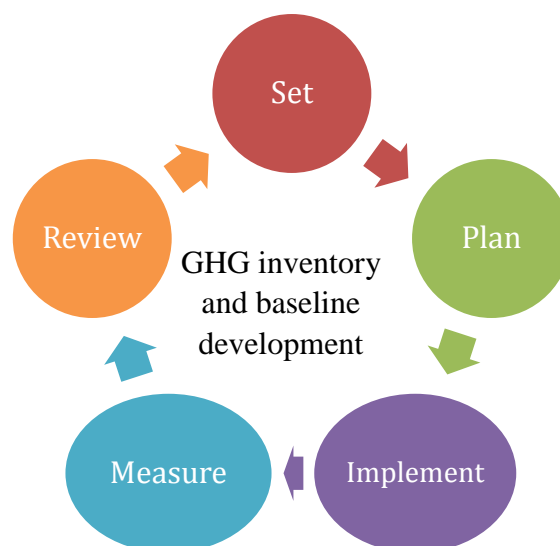 Set
Plan
Implement
Measure
Review
GHG inventory
and baseline
development